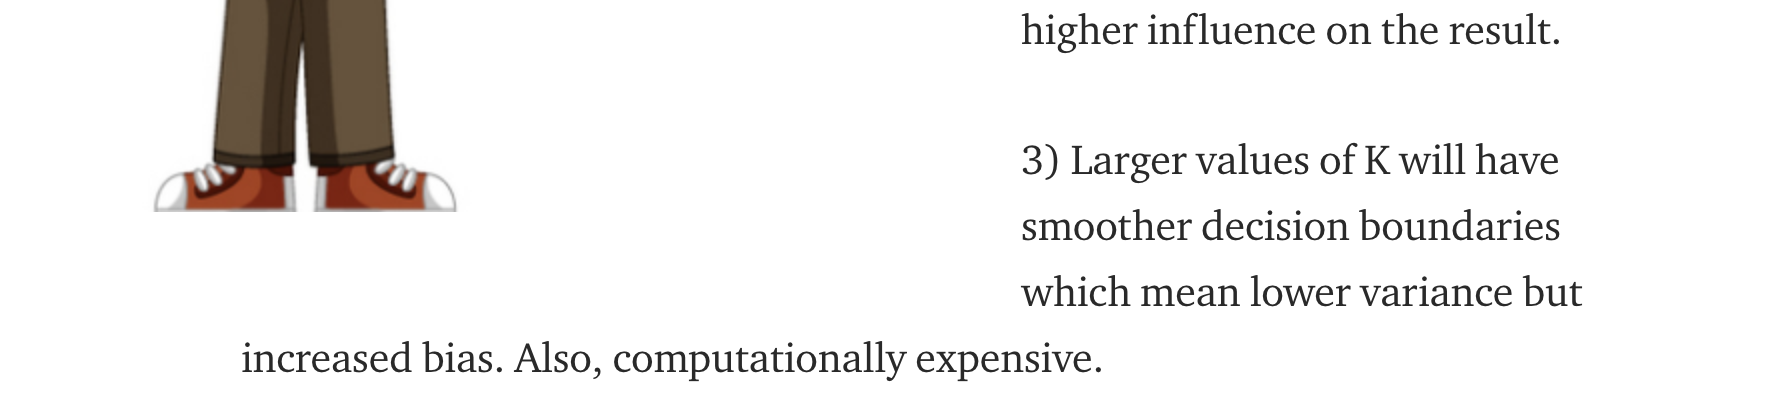 higher influence on the result.
3) Larger values of K will have
smoother decision boundaries
which mean lower variance but
increased bias. Also, computationally expensive.